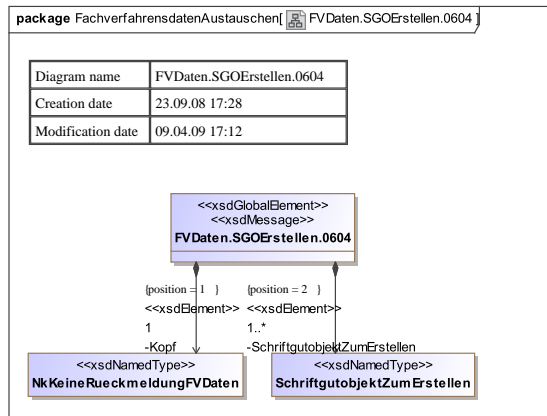 package FachverfahrensdatenAustauschen[ FVDaten.SGOErstellen.0604 ]
Diagram name FVDaten.SGOErstellen.0604
Creation date 23.09.08 17:28
Modification date 09.04.09 17:12
<<xsdGlobalElement>>
<<xsdMessage>>
FVDaten.SGOErstellen.0604
{position = 1 } {position = 2 }
<<xsdElement>> <<xsdElement>>
1 1..*
-Kopf -SchriftgutobjektZumErstellen
<<xsdNamedType>> <<xsdNamedType>>
NkKeineRueckmeldungFVDaten SchriftgutobjektZumErstellen